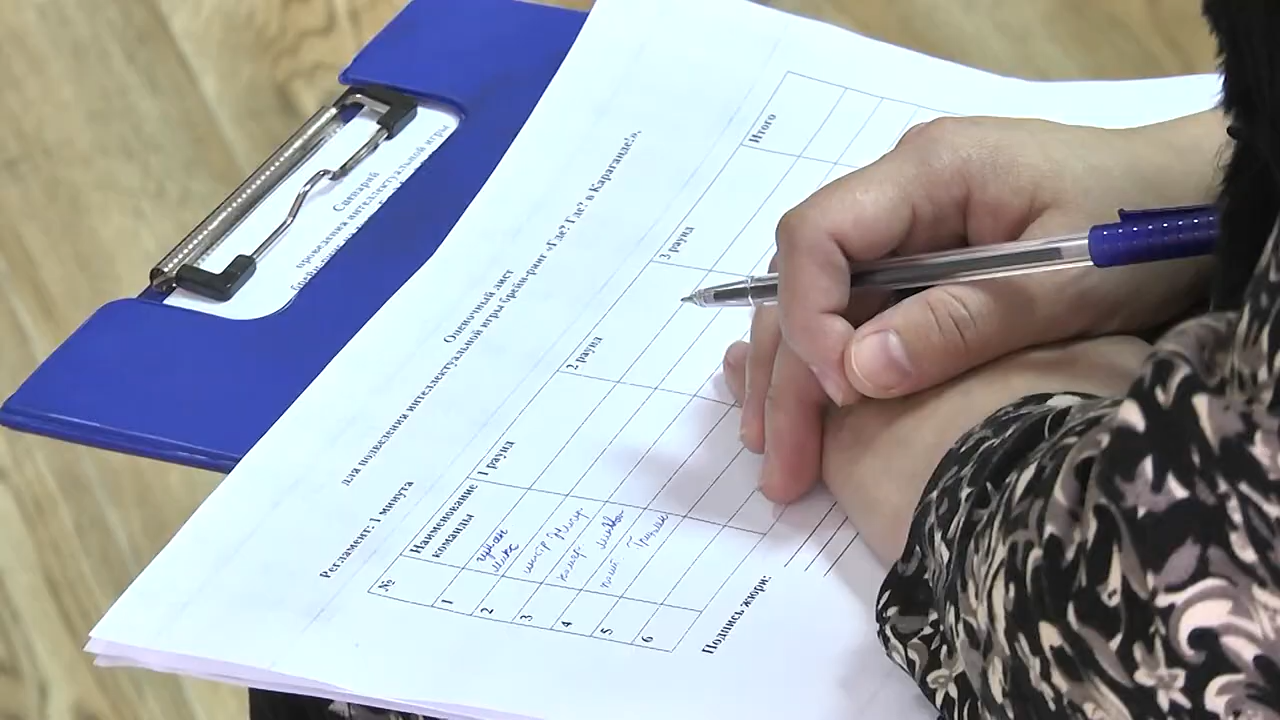 Сценарий
проведения интеллектуальной игры
Оценочный лист
для подведения интеллектуальной игры брейн-ринг «Где? Где? в Караганде!».
Регламент: 1 минута
№ Наименование команды 1 раунд 2 раунд 3 раунд Итого
1
2
3
4
5
6
Подпись жюри: